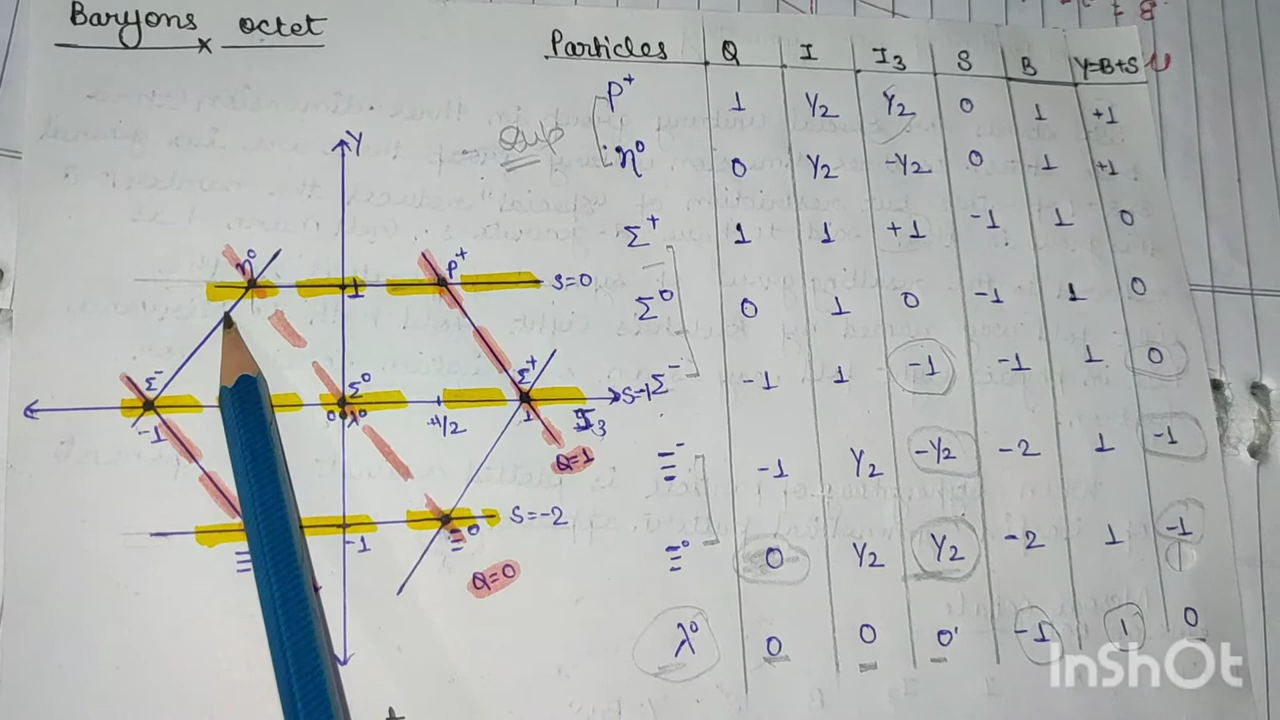 Baryons octet
Particles Q I I3 S B Y=B+S
P+ 1 1/2 1/2 0 1 +1
η0 0 1/2 -1/2 0 1 +1
Σ+ 1 1 +1 -1 1 0
Σ0 0 1 0 -1 1 0
Σ- -1 1 -1 -1 1 0
Ξ- -1 1/2 -1/2 -2 1 -1
Ξ0 0 1/2 1/2 -2 1 -1
λ0 0 0 0 -1 1 0
Y
η0 P+
1 S=0
Σ- Σ0 Σ+ S=-1
-1 0 λ0 1/2 1 I3
Q=1
S=-2
-1 Ξ0
Q=0
InShOt